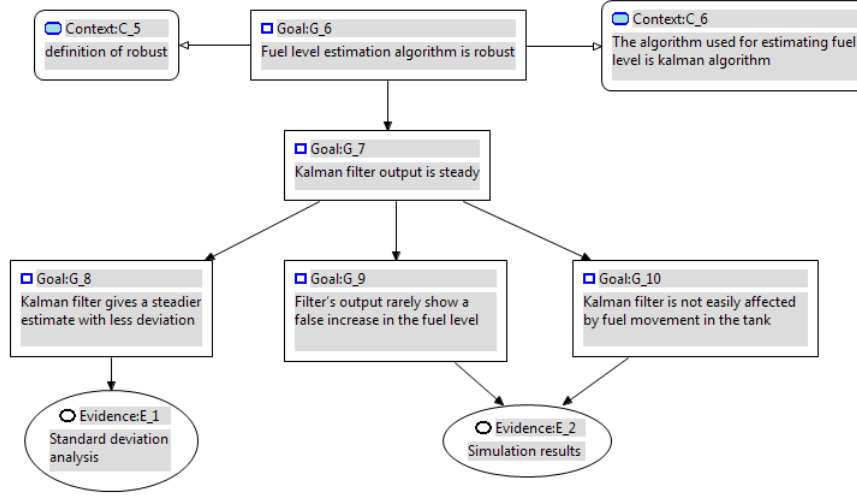 Context:C_5
definition of robust
Goal:G_6
Fuel level estimation algorithm is robust
Context:C_6
The algorithm used for estimating fuel
level is kalman algorithm
Goal:G_7
Kalman filter output is steady
Goal:G_8
Kalman filter gives a steadier
estimate with less deviation
Goal:G_9
Filter's output rarely show a
false increase in the fuel level
Goal:G_10
Kalman filter is not easily affected
by fuel movement in the tank
Evidence:E_1
Standard deviation
analysis
Evidence:E_2
Simulation results